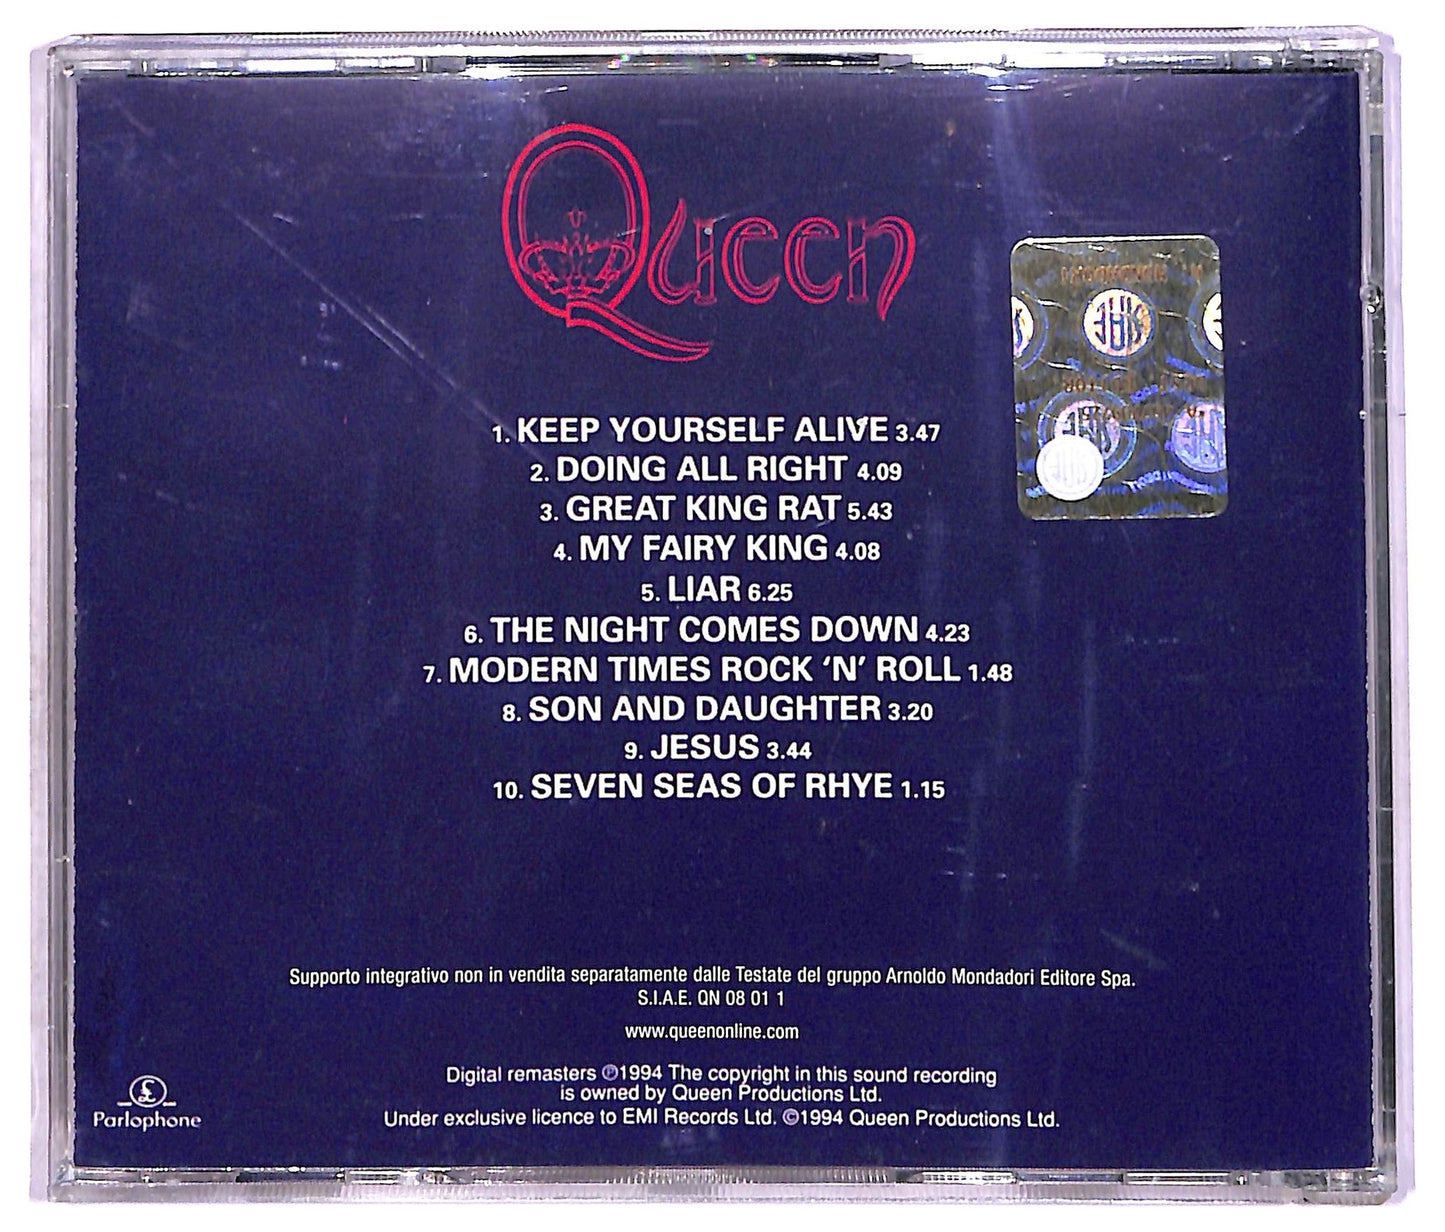 Queen
1. KEEP YOURSELF ALIVE 3.47
2. DOING ALL RIGHT 4.09
3. GREAT KING RAT 5.43
4. MY FAIRY KING 4.08
5. LIAR 6.25
6. THE NIGHT COMES DOWN 4.23
7. MODERN TIMES ROCK ‘N’ ROLL 1.48
8. SON AND DAUGHTER 3.20
9. JESUS 3.44
10. SEVEN SEAS OF RHYE 1.15
SIAE
Supporto integrativo non in vendita separatamente dalle Testate del gruppo Arnoldo Mondadori Editore Spa.
S.I.A.E. QN 08 01 1
www.queenonline.com
Digital remasters ℗1994 The copyright in this sound recording
is owned by Queen Productions Ltd.
Under exclusive licence to EMI Records Ltd. ©1994 Queen Productions Ltd.
£
Parlophone